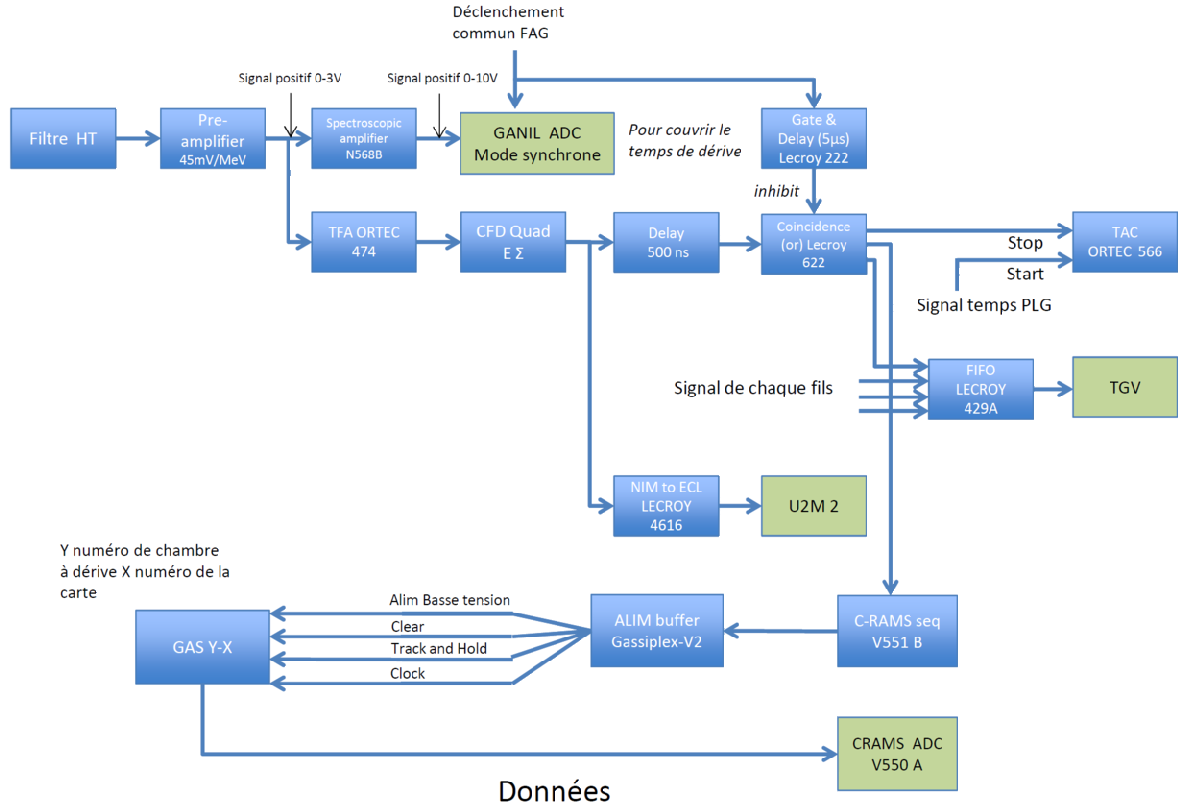 Déclenchement
commun FAG
Signal positif 0-3V
Signal positif 0-10V
Filtre HT
Pre-
amplifier
45mV/MeV
Spectroscopic
amplifier
N568B
GANIL ADC
Mode synchrone
Pour couvrir le
temps de dérive
Gate &
Delay (5µs)
Lecroy 222
inhibit
TFA ORTEC
474
CFD Quad
E Σ
Delay
500 ns
Coincidence
(or) Lecroy
622
Stop
Start
TAC
ORTEC 566
Signal temps PLG
Signal de chaque fils
FIFO
LECROY
429A
TGV
NIM to ECL
LECROY
4616
U2M 2
Y numéro de chambre
à dérive X numéro de la
carte
Alim Basse tension
Clear
Track and Hold
Clock
GAS Y-X
ALIM buffer
Gassiplex-V2
C-RAMS seq
V551 B
CRAMS ADC
V550 A
Données